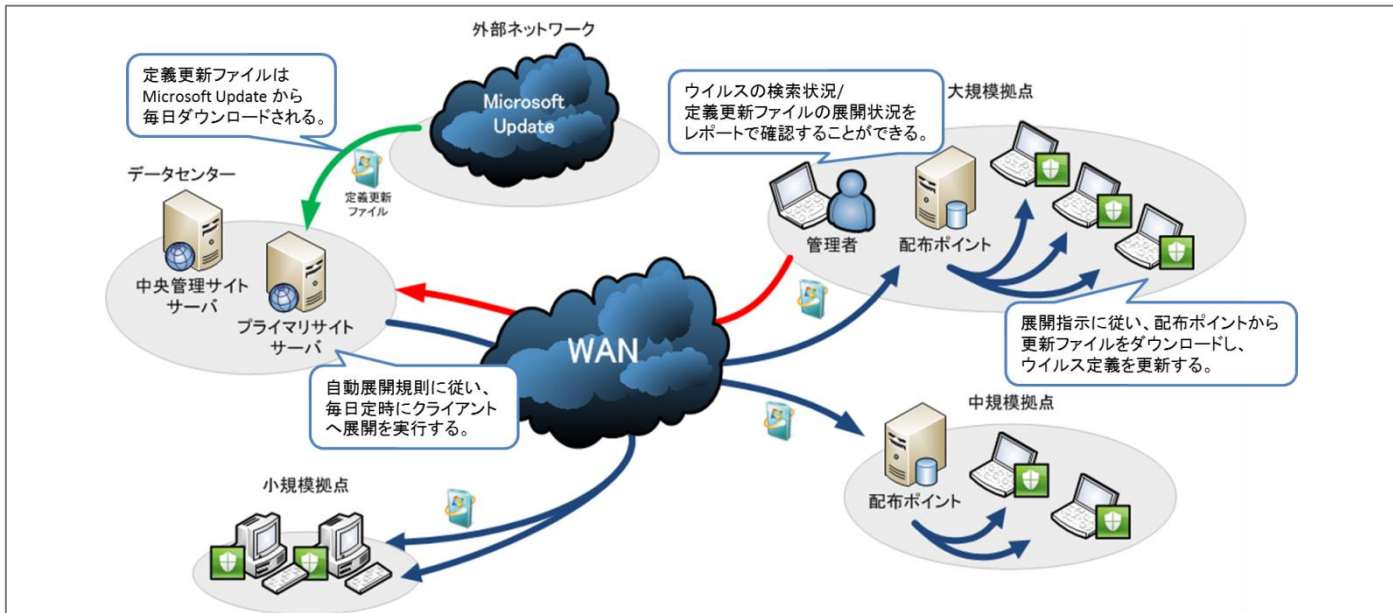 外部ネットワーク
定義更新ファイルは
Microsoft Update から
毎日ダウンロードされる。
Microsoft
Update
ウイルスの検索状況/
定義更新ファイルの展開状況を
レポートで確認することができる。
大規模拠点
データセンター
定義更新
ファイル
管理者
配布ポイント
中央管理サイト
サーバ
プライマリサイト
サーバ
WAN
展開指示に従い、配布ポイントから
更新ファイルをダウンロードし、
ウイルス定義を更新する。
自動展開規則に従い、
毎日定時にクライアント
へ展開を実行する。
中規模拠点
配布ポイント
小規模拠点